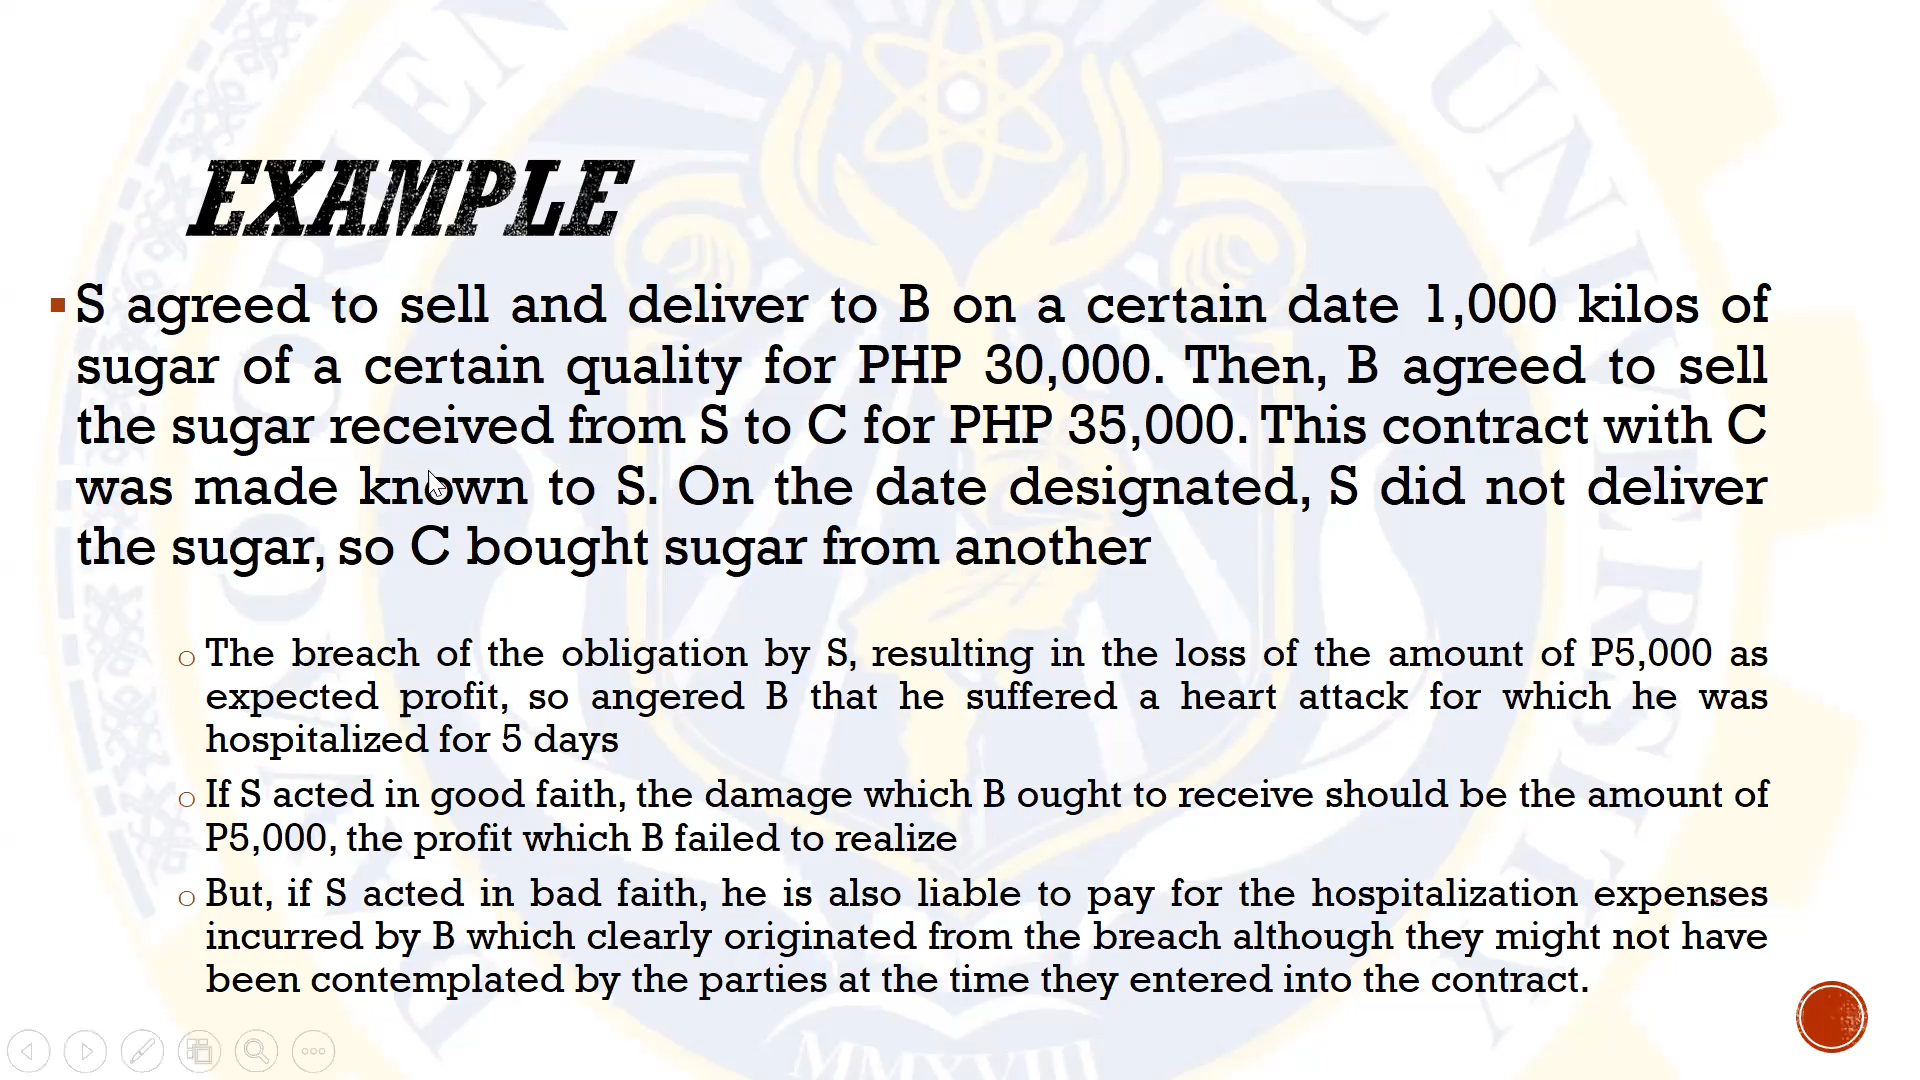 EXAMPLE
S agreed to sell and deliver to B on a certain date 1,000 kilos of
sugar of a certain quality for PHP 30,000. Then, B agreed to sell
the sugar received from S to C for PHP 35,000. This contract with C
was made known to S. On the date designated, S did not deliver
the sugar, so C bought sugar from another
The breach of the obligation by S, resulting in the loss of the amount of P5,000 as
expected profit, so angered B that he suffered a heart attack for which he was
hospitalized for 5 days
If S acted in good faith, the damage which B ought to receive should be the amount of
P5,000, the profit which B failed to realize
But, if S acted in bad faith, he is also liable to pay for the hospitalization expenses
incurred by B which clearly originated from the breach although they might not have
been contemplated by the parties at the time they entered into the contract.
MMXVIII